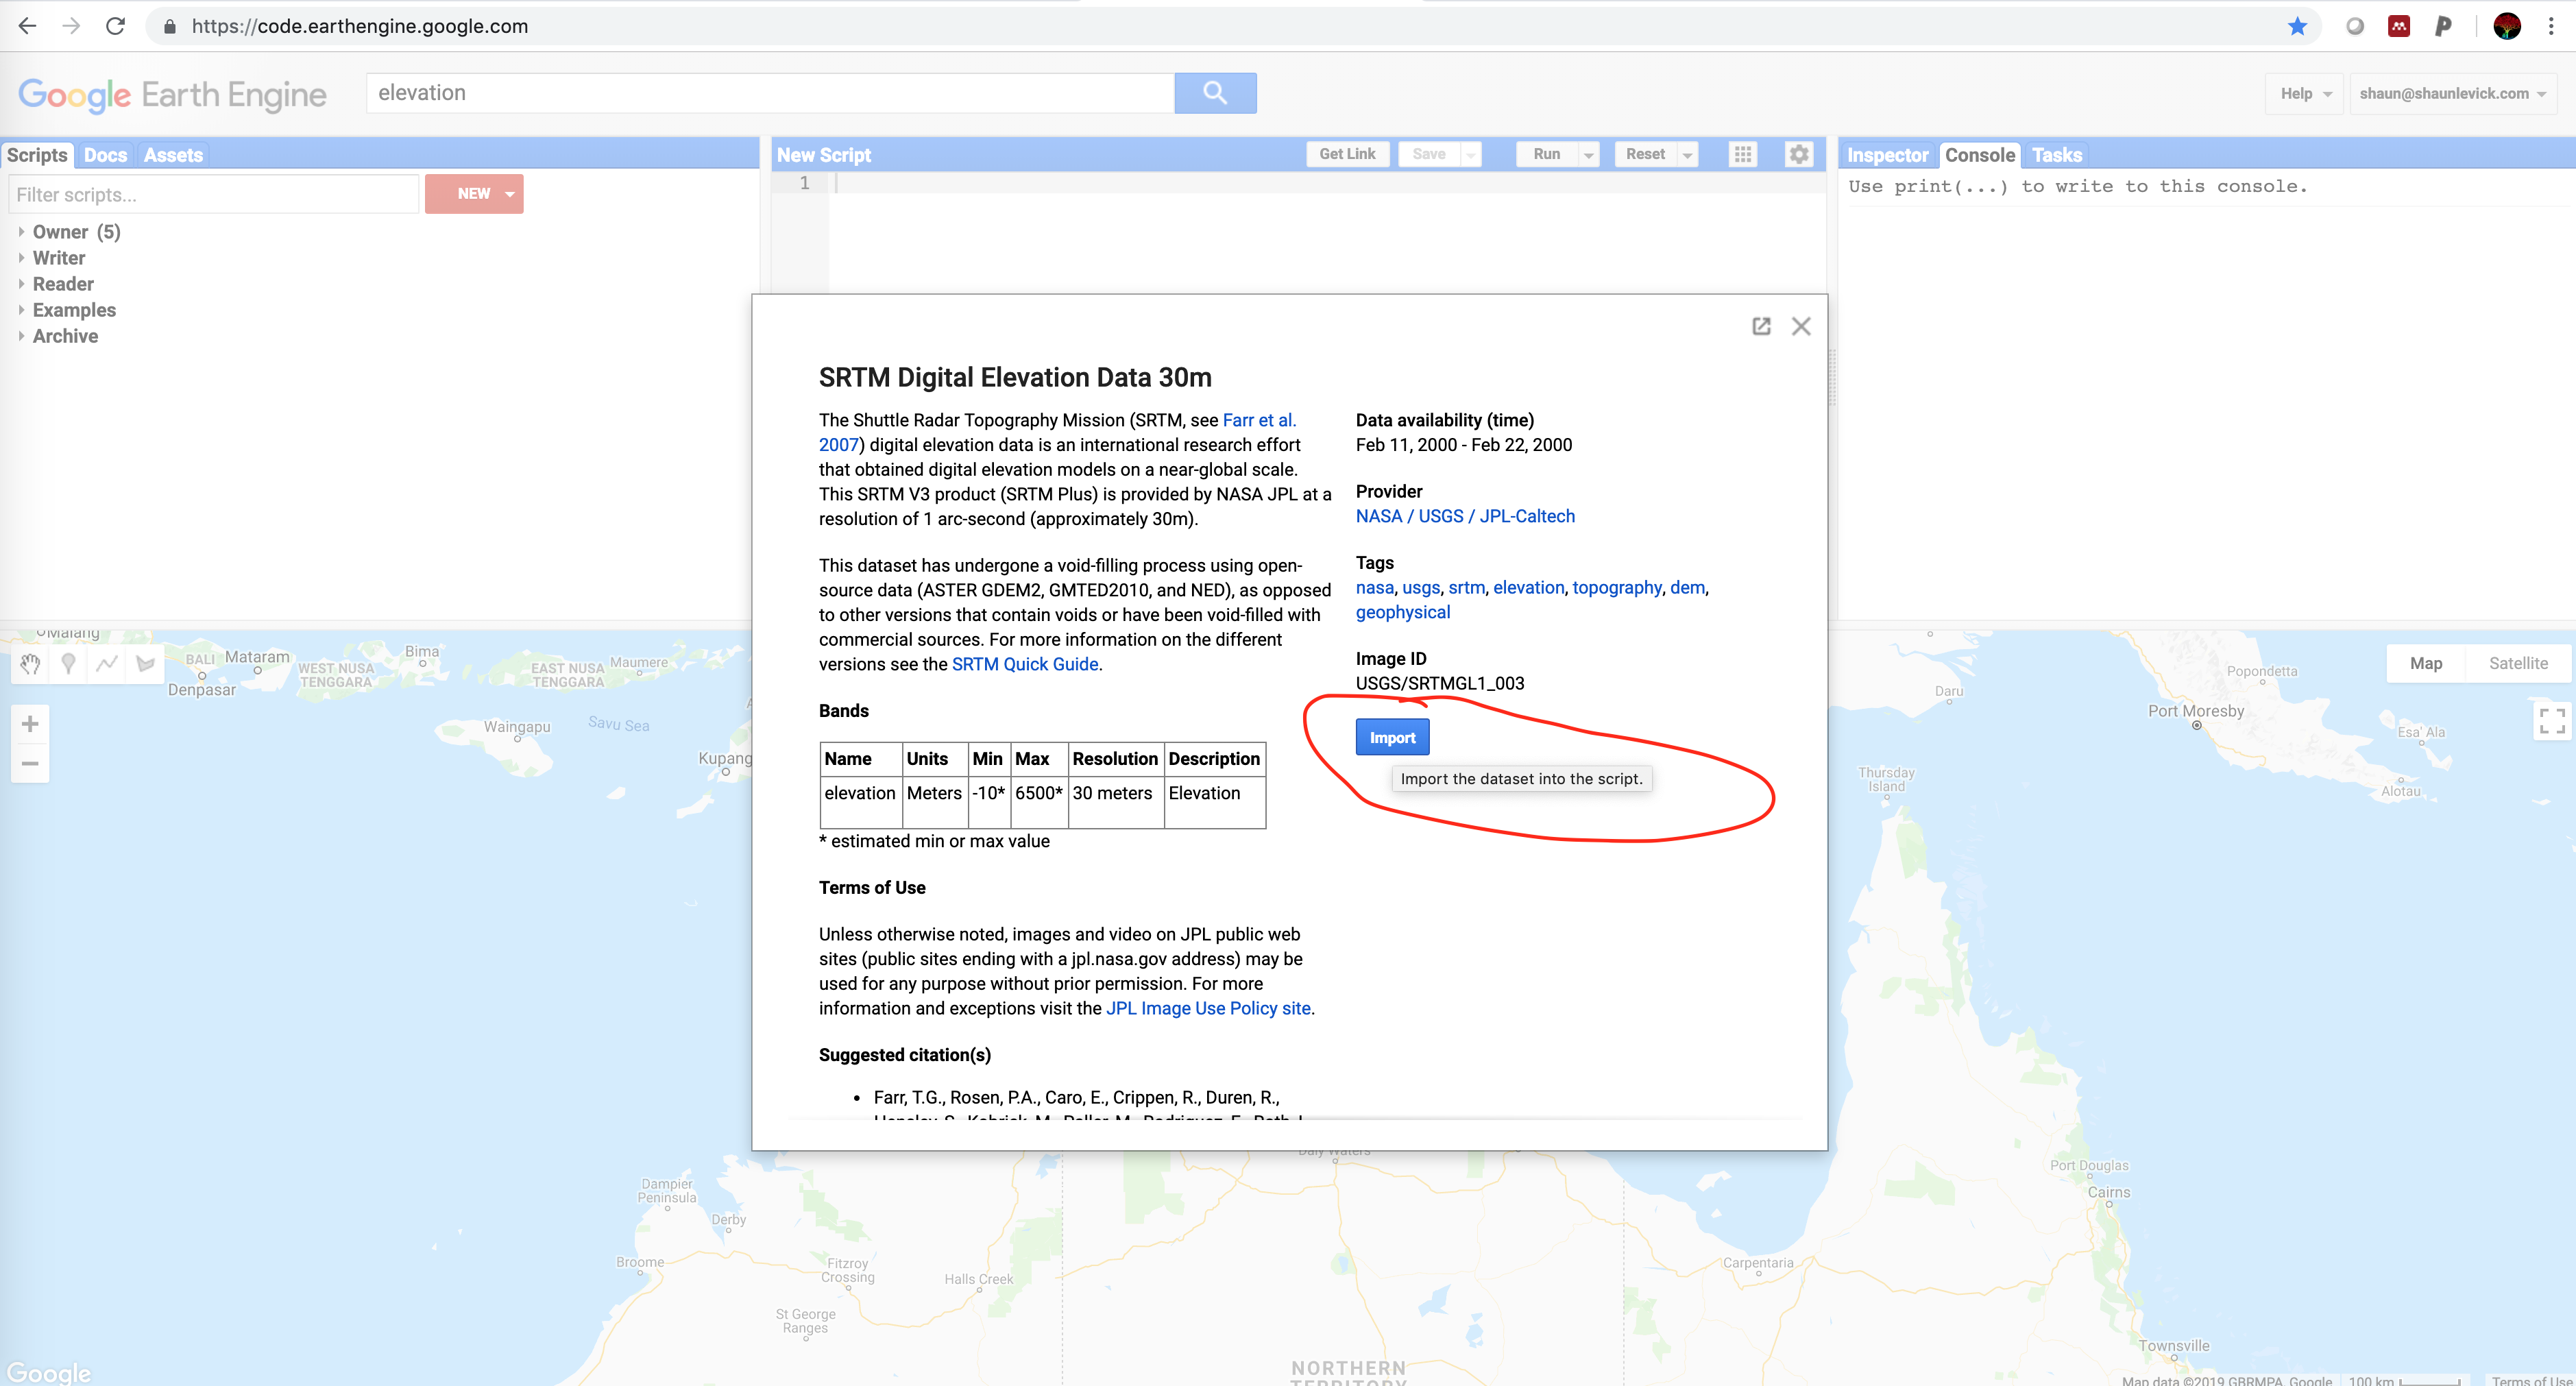 https://code.earthengine.google.com
Google Earth Engine
elevation
Help
shaun@shaunlevick.com
Scripts Docs Assets
New Script
Get Link Save Run Reset
Inspector Console Tasks
Filter scripts...
NEW
1
Use print(...) to write to this console.
Owner (5)
Writer
Reader
Examples
Archive
SRTM Digital Elevation Data 30m
The Shuttle Radar Topography Mission (SRTM, see Farr et al.
2007) digital elevation data is an international research effort
that obtained digital elevation models on a near-global scale.
This SRTM V3 product (SRTM Plus) is provided by NASA JPL at a
resolution of 1 arc-second (approximately 30m).
This dataset has undergone a void-filling process using open-
source data (ASTER GDEM2, GMTED2010, and NED), as opposed
to other versions that contain voids or have been void-filled with
commercial sources. For more information on the different
versions see the SRTM Quick Guide.
Bands
Name Units Min Max Resolution Description
elevation Meters -10* 6500* 30 meters Elevation
* estimated min or max value
Terms of Use
Unless otherwise noted, images and video on JPL public web
sites (public sites ending with a jpl.nasa.gov address) may be
used for any purpose without prior permission. For more
information and exceptions visit the JPL Image Use Policy site.
Suggested citation(s)
• Farr, T.G., Rosen, P.A., Caro, E., Crippen, R., Duren, R.,
Data availability (time)
Feb 11, 2000 - Feb 22, 2000
Provider
NASA / USGS / JPL-Caltech
Tags
nasa, usgs, srtm, elevation, topography, dem,
geophysical
Image ID
USGS/SRTMGL1_003
Import
Import the dataset into the script.
Malang
BALI
Mataram
Denpasar
WEST NUSA
TENGGARA
Bima
EAST NUSA
TENGGARA
Maumere
Waingapu
Savu Sea
Kupang
Map Satellite
Popondetta
Daru
Port Moresby
Esa'Ala
Thursday
Island
Alotau
Daly Waters
Dampier
Peninsula
Derby
Broome
Fitzroy
Crossing
Halls Creek
St George
Ranges
Port Douglas
Cairns
Carpentaria
Townsville
NORTHERN
TERRITORY
Google
Map data ©2019 GBRMPA, Google 100 km Terms of Use